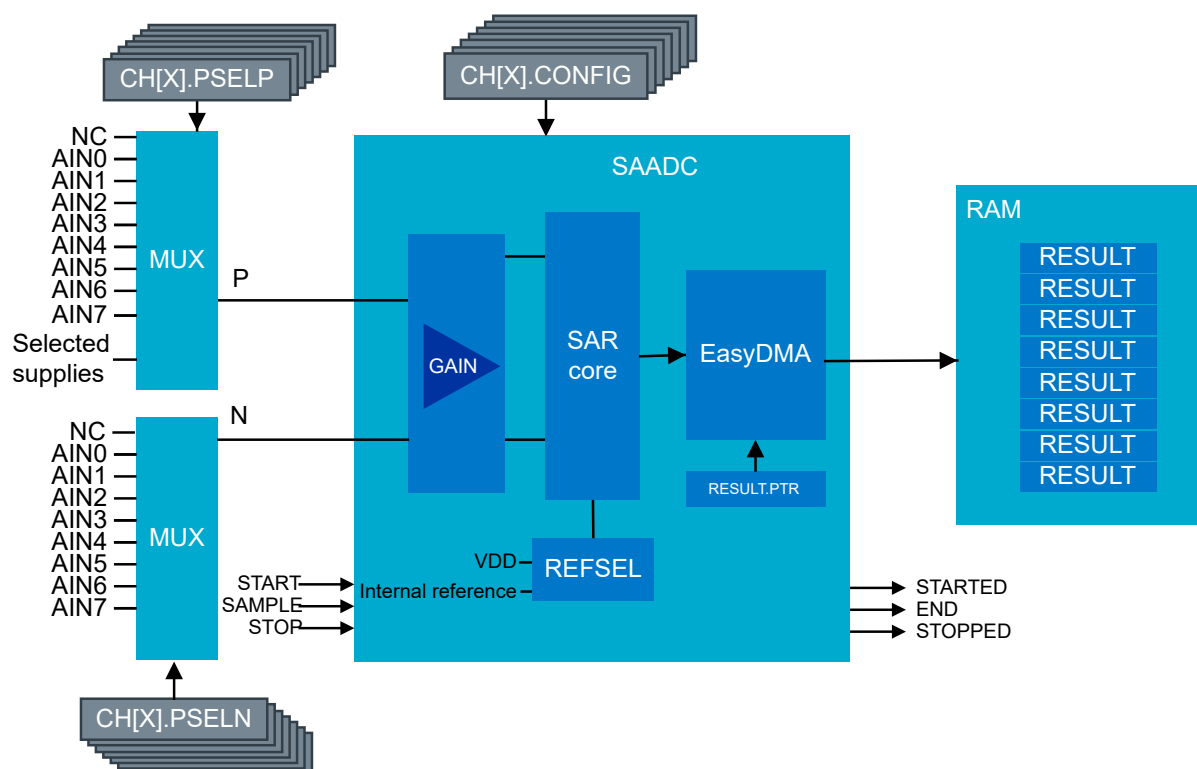 CH[X].PSELP
CH[X].CONFIG
NC
AIN0
AIN1
AIN2
AIN3
AIN4
AIN5
AIN6
AIN7
Selected
supplies
MUX
P
SAADC
GAIN
SAR
core
EasyDMA
RESULT.PTR
RAM
RESULT
RESULT
RESULT
RESULT
RESULT
RESULT
RESULT
RESULT
N
NC
AIN0
AIN1
AIN2
AIN3
AIN4
AIN5
AIN6
AIN7
MUX
VDD
Internal reference
REFSEL
START
SAMPLE
STOP
STARTED
END
STOPPED
CH[X].PSELN